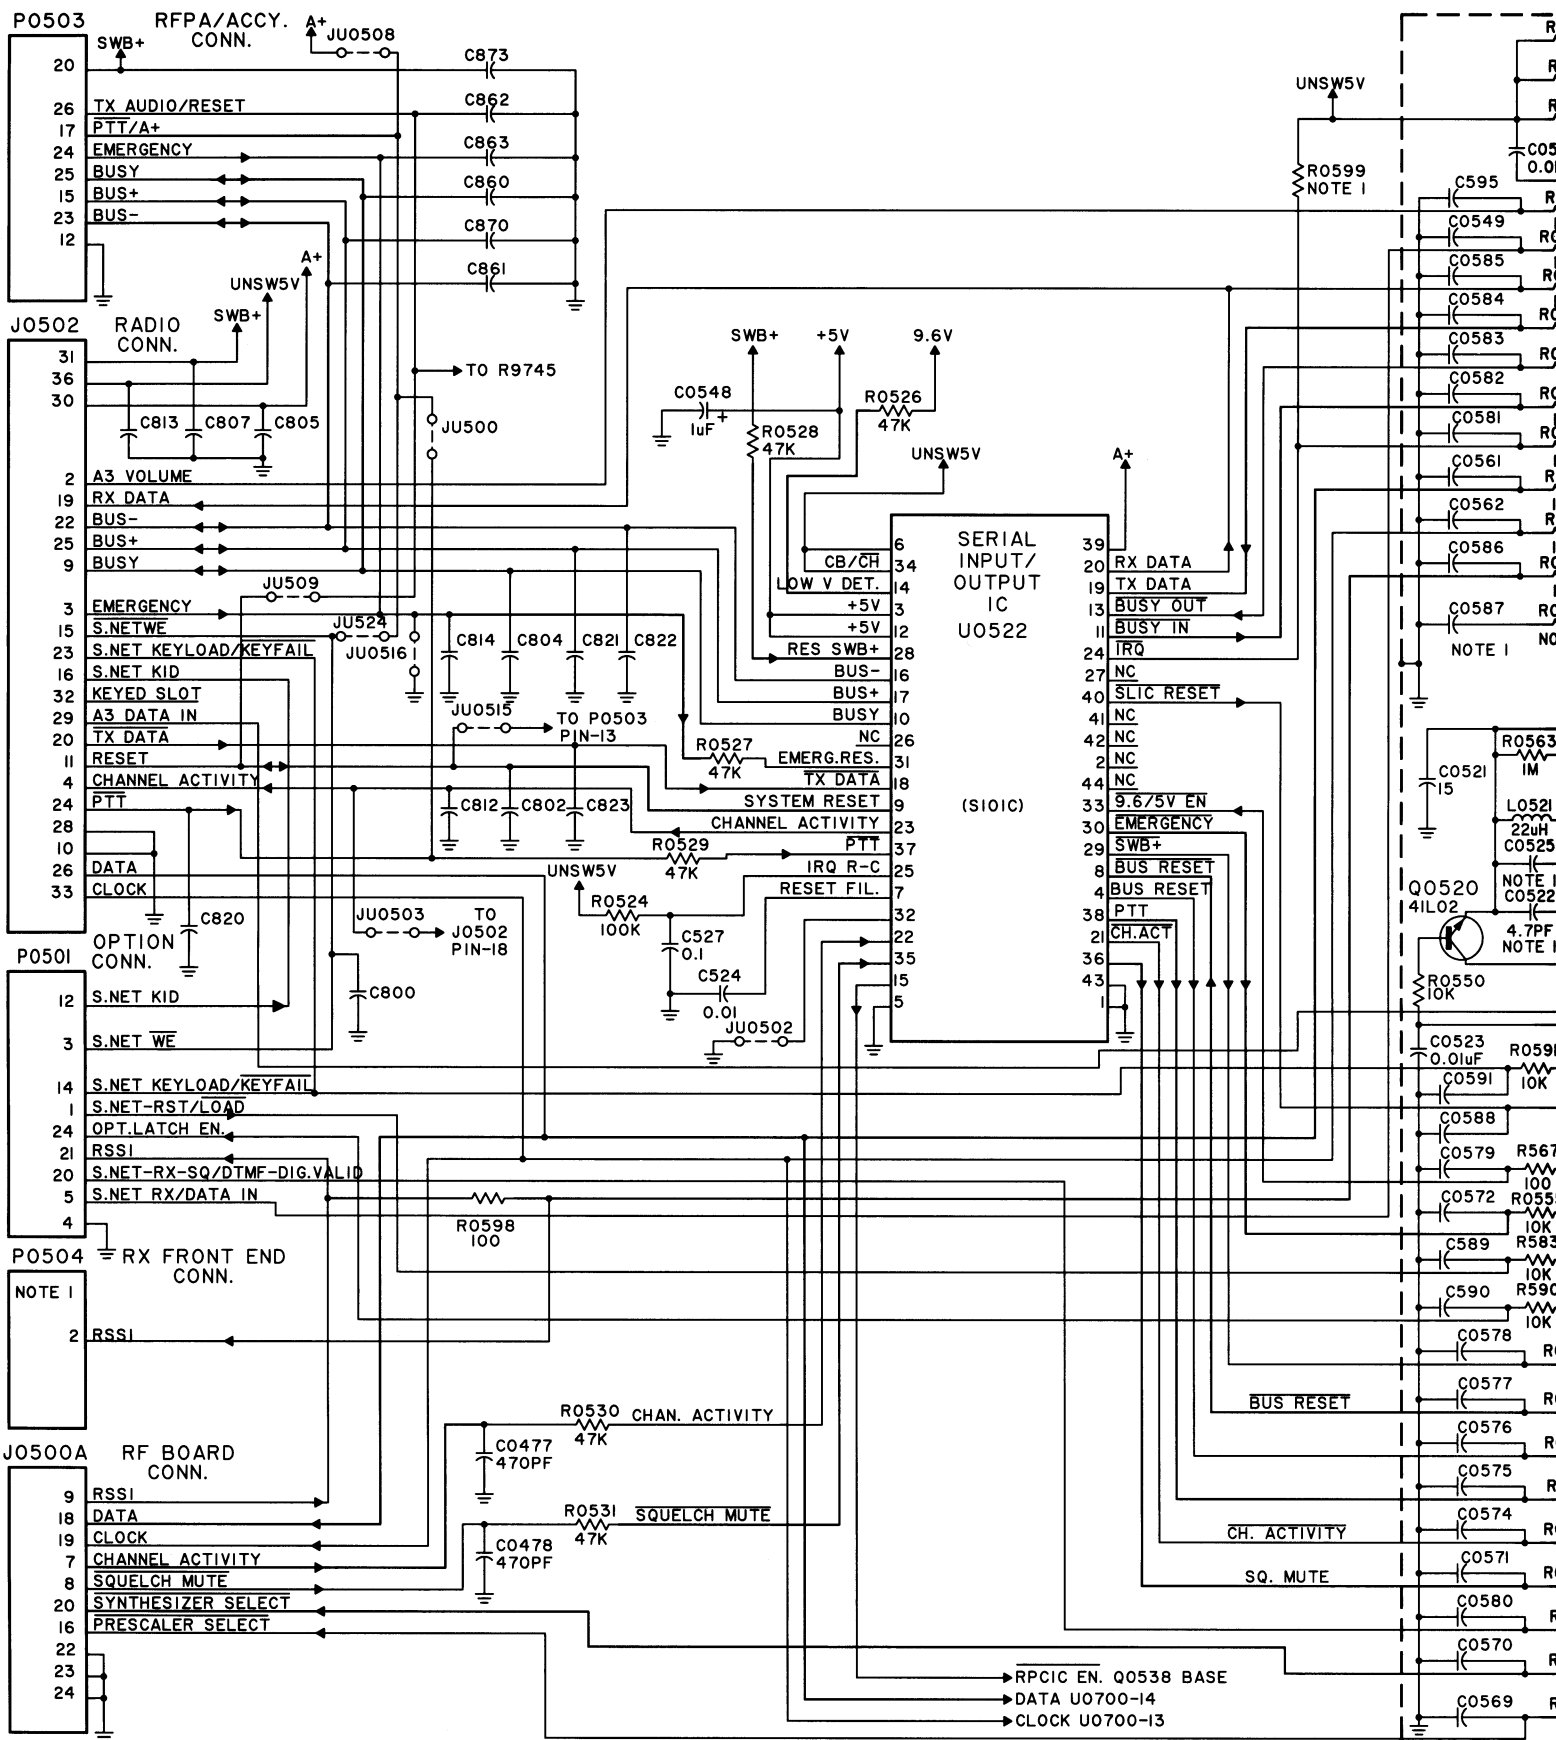 P0503
RFPA/ACCY.
CONN.
A+
JU0508
SWB+
20
C873
26 TX AUDIO/RESET
C862
17 PTT/A+
24 EMERGENCY
C863
25 BUSY
C860
15 BUS+
23 BUS-
C870
12
C861
A+
UNSW5V
SWB+
UNSW5V
R0599
NOTE 1
J0502
RADIO
CONN.
31
36
30
C813
C807
C805
TO R9745
JU500
SWB+
+5V
9.6V
C0548
1uF
+
R0528
47K
R0526
47K
UNSW5V
A+
2 A3 VOLUME
19 RX DATA
22 BUS-
25 BUS+
9 BUSY
JU509
3 EMERGENCY
15 S.NETWE
JU524
JU0516
23 S.NET KEYLOAD/KEYFAIL
16 S.NET KID
32 KEYED SLOT
29 A3 DATA IN
20 TX DATA
11 RESET
4 CHANNEL ACTIVITY
24 PTT
28
10
26 DATA
33 CLOCK
C814
C804
C821
C822
JU0515
TO P0503
PIN-13
R0527
47K
C812
C802
C823
R0529
47K
UNSW5V
R0524
100K
C527
0.1
C524
0.01
JU0502
C820
JU0503
TO
J0502
PIN-18
C800
SERIAL
INPUT/
OUTPUT
IC
U0522
(SIOIC)
6
CB/CH 34
LOW V DET. 14
+5V 3
+5V 12
RES SWB+ 28
BUS- 16
BUS+ 17
BUSY 10
NC 26
EMERG.RES. 31
TX DATA 18
SYSTEM RESET 9
CHANNEL ACTIVITY 23
PTT 37
IRQ R-C 25
RESET FIL. 7
32
22
35
15
5
39
20 RX DATA
19 TX DATA
13 BUSY OUT
11 BUSY IN
24 IRQ
27 NC
40 SLIC RESET
41 NC
42 NC
2 NC
44 NC
33 9.6/5V EN
30 EMERGENCY
29 SWB+
8 BUS RESET
4 BUS RESET
38 PTT
21 CH.ACT
36
43
1
C595
C0549
C0585
C0584
C0583
C0582
C0581
C0561
C0562
C0586
C0587
NOTE 1
R0563
1M
C0521
15
L0521
22uH
C0525
NOTE 1
C0522
4.7PF
NOTE 1
Q0520
41L02
R0550
10K
C0523
0.01uF
R0591
10K
C0591
C0588
C0579
R567
100
C0572
R0555
10K
C589
R583
10K
C590
R590
10K
C0578
C0577
C0576
C0575
C0574
C0571
C0580
C0570
C0569
P0501
OPTION
CONN.
12 S.NET KID
3 S.NET WE
14 S.NET KEYLOAD/KEYFAIL
1 S.NET-RST/LOAD
24 OPT.LATCH EN.
21 RSSI
20 S.NET-RX-SQ/DTMF-DIG.VALID
5 S.NET RX/DATA IN
4
R0598
100
P0504
RX FRONT END
CONN.
NOTE 1
2 RSSI
BUS RESET
R0530
47K
CHAN. ACTIVITY
C0477
470PF
J0500A
RF BOARD
CONN.
9 RSSI
18 DATA
19 CLOCK
7 CHANNEL ACTIVITY
8 SQUELCH MUTE
20 SYNTHESIZER SELECT
16 PRESCALER SELECT
22
23
24
R0531
47K
SQUELCH MUTE
C0478
470PF
CH. ACTIVITY
SQ. MUTE
RPCIC EN. Q0538 BASE
DATA U0700-14
CLOCK U0700-13